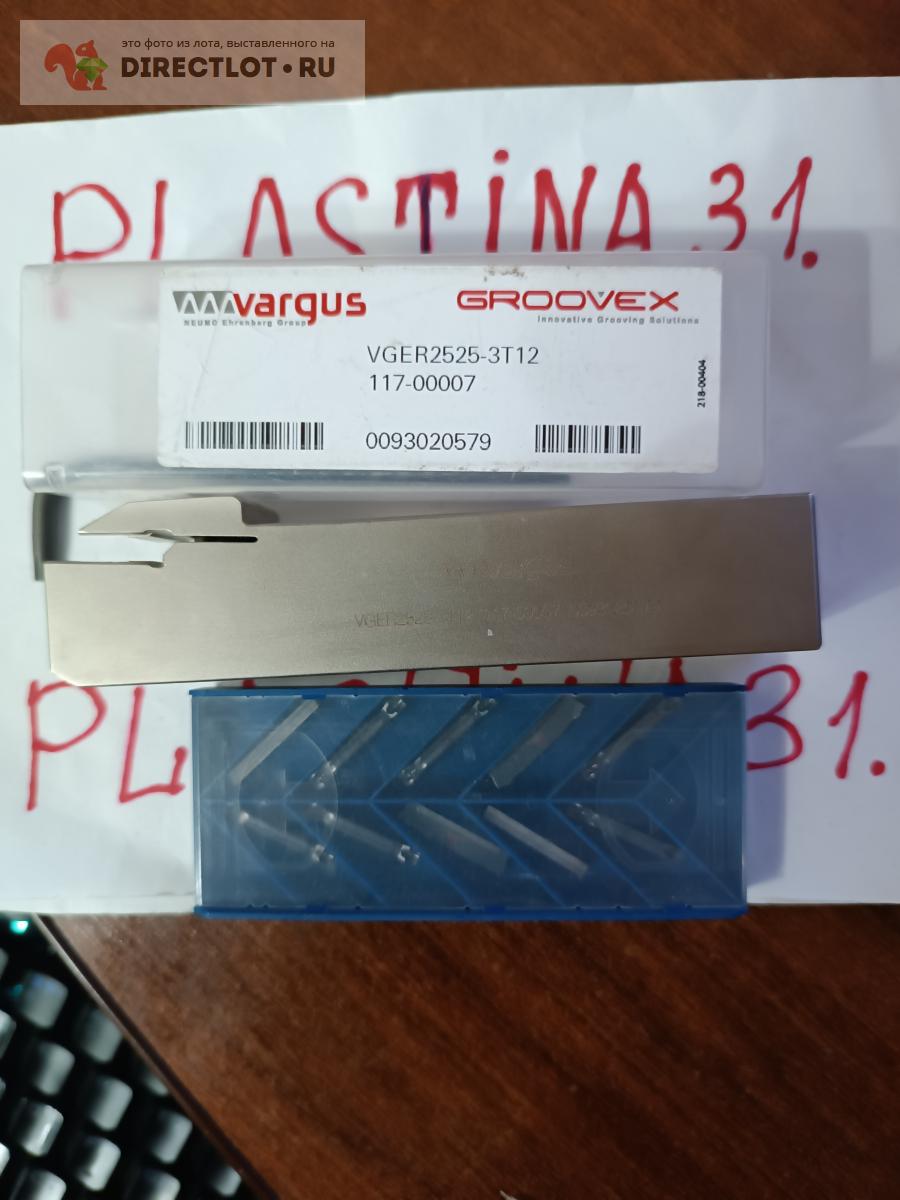 это фото из лота, выставленного на
DIRECTLOT•RU
PLASTINA31.
vargus
NEUMO Ehrenberg Group
GROOVEX
Innovative Grooving Solutions
VGER2525-3T12
117-00007
218-00404
0093020579
31.